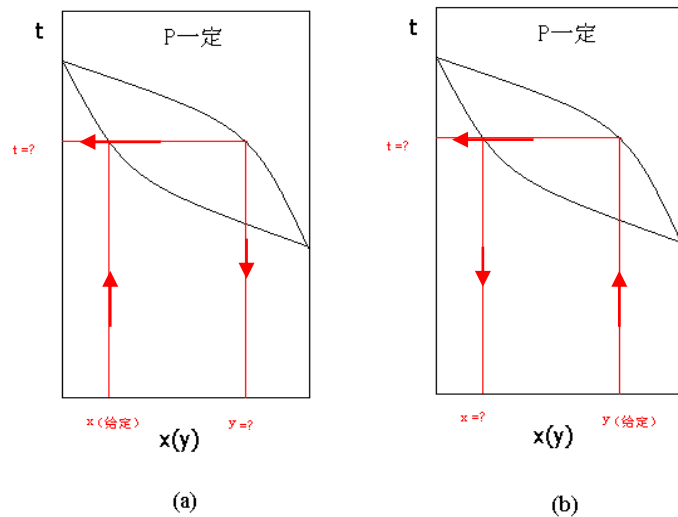 t
P一定
t =?
x (给定)
y =?
x(y)
(a)
t
P一定
t =?
x =?
y (给定)
x(y)
(b)